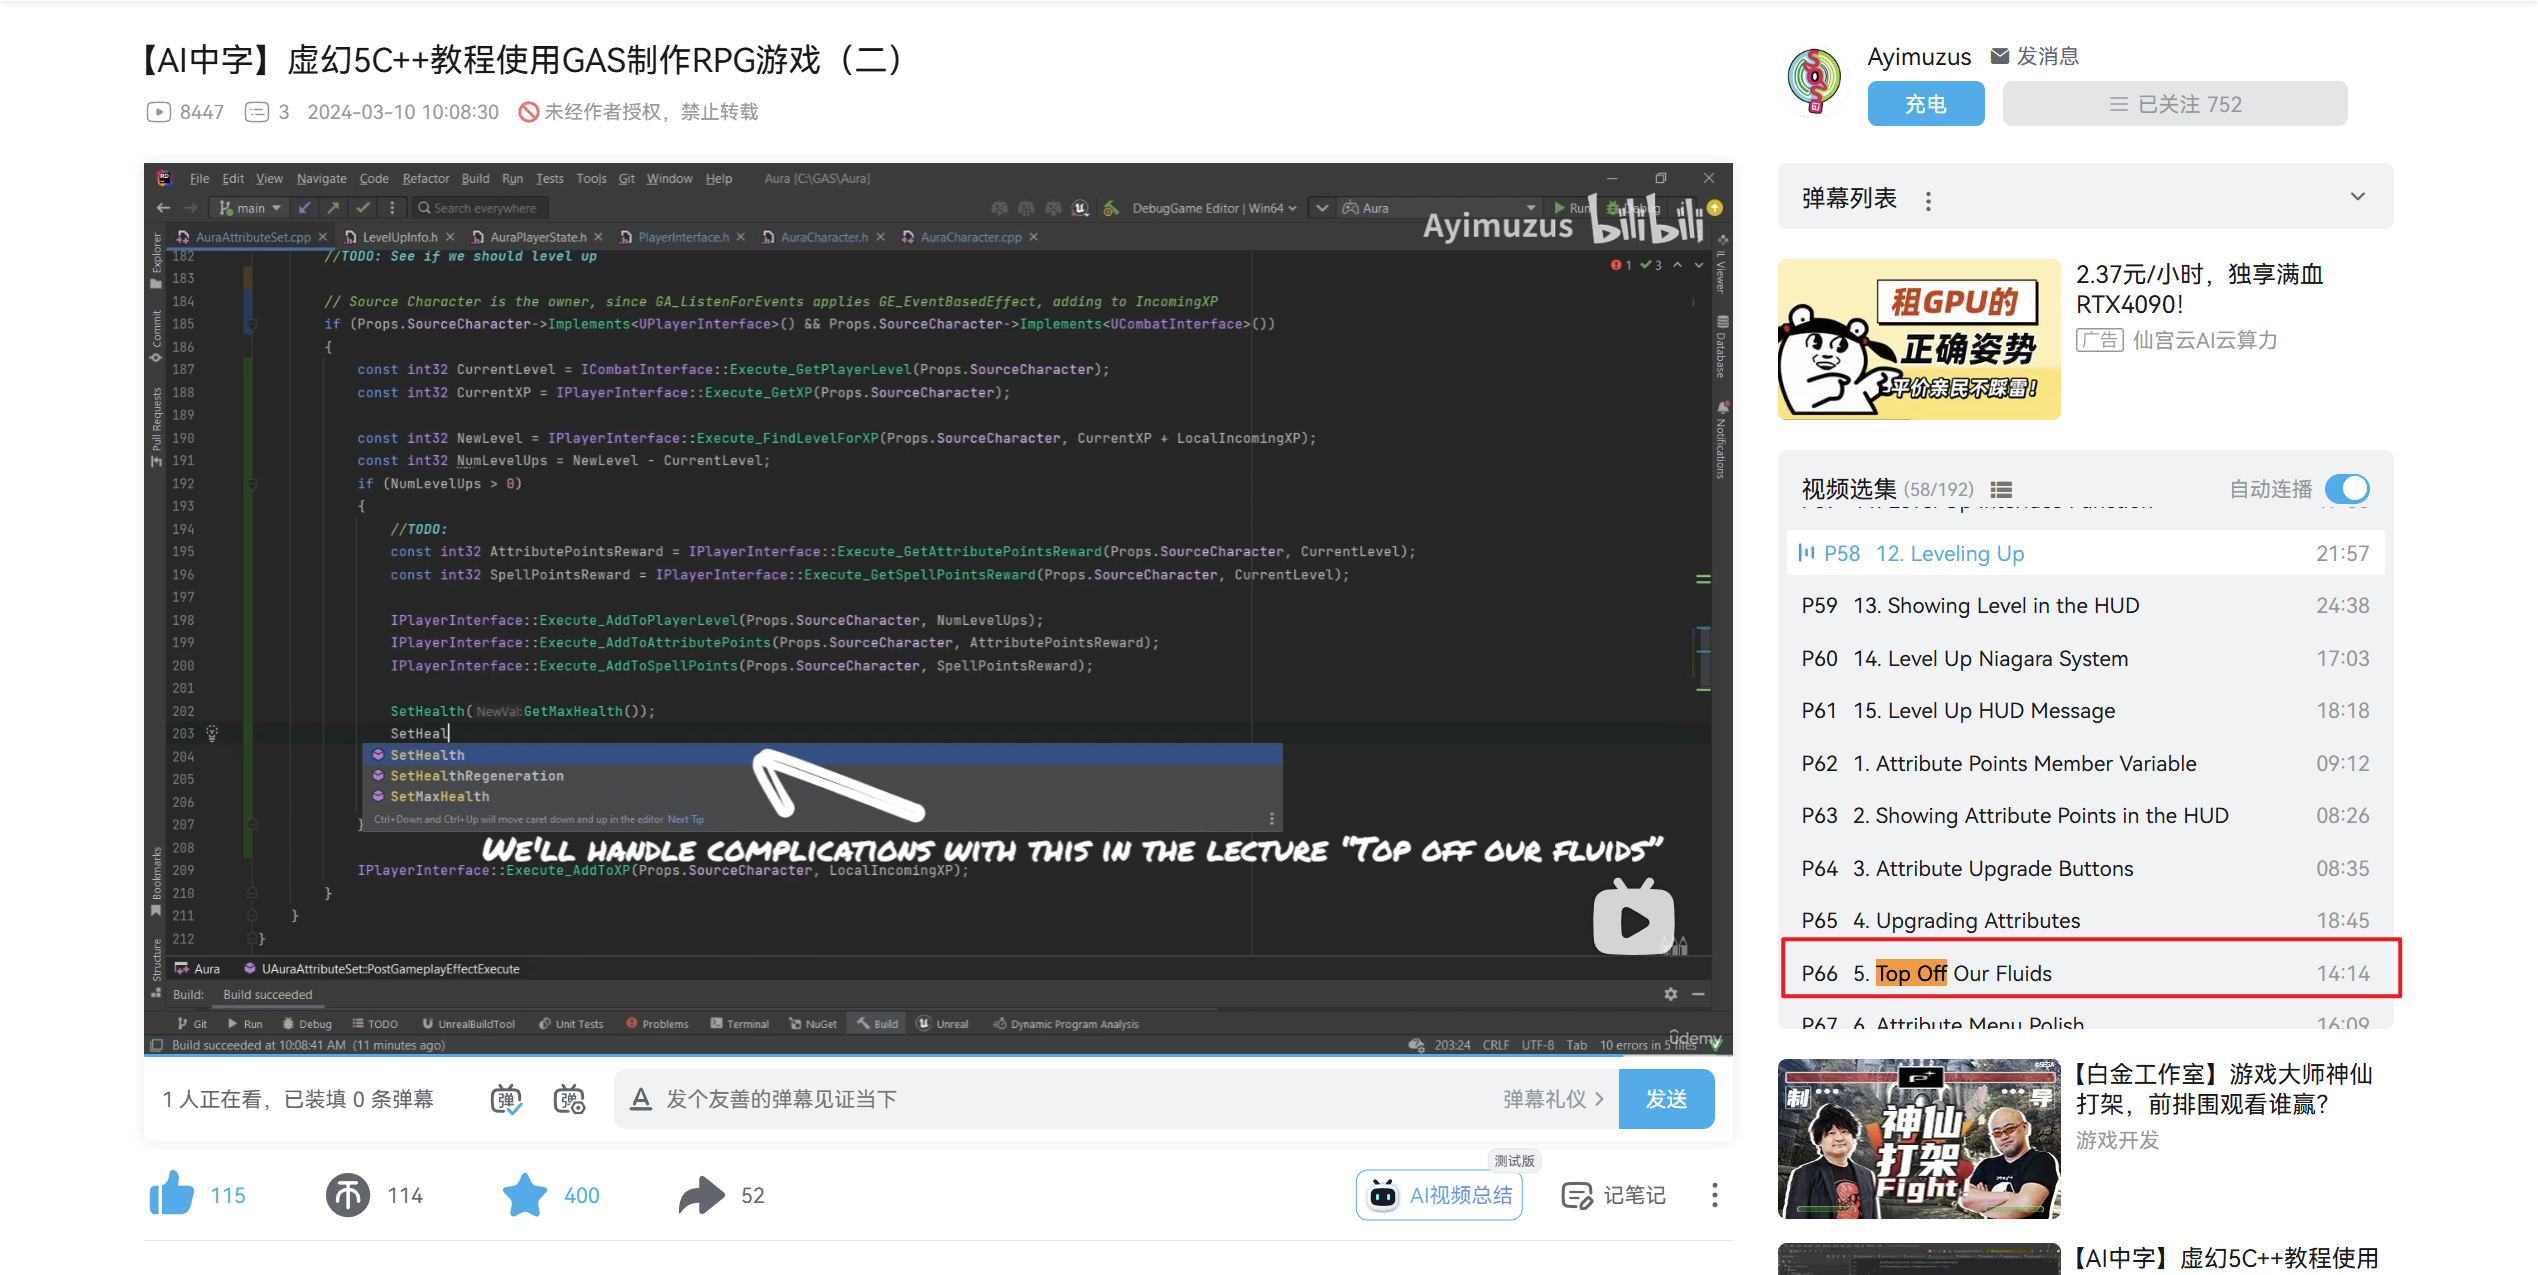 【AI中字】虚幻5C++教程使用GAS制作RPG游戏（二）
8447 3 2024-03-10 10:08:30 未经作者授权，禁止转载
Ayimuzus 发消息
充电 已关注 752
File Edit View Navigate Code Refactor Build Run Tests Tools Git Window Help Aura [C:\GAS\Aura]
main Search everywhere DebugGame Editor | Win64 Aura Run Debug
Ayimuzus bilibili
AuraAttributeSet.cpp LevelUpInfo.h AuraPlayerState.h PlayerInterface.h AuraCharacter.h AuraCharacter.cpp
1 3
Explorer
Commit
Pull Requests
Bookmarks
Structure
IL Viewer
Database
Notifications
182 //TODO: See if we should level up
183
184 // Source Character is the owner, since GA_ListenForEvents applies GE_EventBasedEffect, adding to IncomingXP
185 if (Props.SourceCharacter->Implements<UPlayerInterface>() && Props.SourceCharacter->Implements<UCombatInterface>())
186 {
187 const int32 CurrentLevel = ICombatInterface::Execute_GetPlayerLevel(Props.SourceCharacter);
188 const int32 CurrentXP = IPlayerInterface::Execute_GetXP(Props.SourceCharacter);
189
190 const int32 NewLevel = IPlayerInterface::Execute_FindLevelForXP(Props.SourceCharacter, CurrentXP + LocalIncomingXP);
191 const int32 NumLevelUps = NewLevel - CurrentLevel;
192 if (NumLevelUps > 0)
193 {
194 //TODO:
195 const int32 AttributePointsReward = IPlayerInterface::Execute_GetAttributePointsReward(Props.SourceCharacter, CurrentLevel);
196 const int32 SpellPointsReward = IPlayerInterface::Execute_GetSpellPointsReward(Props.SourceCharacter, CurrentLevel);
197
198 IPlayerInterface::Execute_AddToPlayerLevel(Props.SourceCharacter, NumLevelUps);
199 IPlayerInterface::Execute_AddToAttributePoints(Props.SourceCharacter, AttributePointsReward);
200 IPlayerInterface::Execute_AddToSpellPoints(Props.SourceCharacter, SpellPointsReward);
201
202 SetHealth(NewVal:GetMaxHealth());
203 SetHeal
204 SetHealth
205 SetHealthRegeneration
206 SetMaxHealth
207 } Ctrl+Down and Ctrl+Up will move caret down and up in the editor Next Tip
208 We'll handle complications with this in the lecture "Top off our fluids"
209 IPlayerInterface::Execute_AddToXP(Props.SourceCharacter, LocalIncomingXP);
210 }
211 }
212 }
Aura UAuraAttributeSet::PostGameplayEffectExecute
Build: Build succeeded
Git Run Debug TODO UnrealBuildTool Unit Tests Problems Terminal NuGet Build Unreal Dynamic Program Analysis
Build succeeded at 10:08:41 AM (11 minutes ago) 203:24 CRLF UTF-8 Tab 10 errors in 5 files
udemy
1 人正在看，已装填 0 条弹幕 弹 弹 发个友善的弹幕见证当下 弹幕礼仪 发送
115 114 400 52 测试版 AI视频总结 记笔记
弹幕列表
租GPU的
正确姿势
平价亲民不踩雷！
2.37元/小时，独享满血
RTX4090！
广告 仙宫云AI云算力
视频选集 (58/192) 自动连播
P58 12. Leveling Up 21:57
P59 13. Showing Level in the HUD 24:38
P60 14. Level Up Niagara System 17:03
P61 15. Level Up HUD Message 18:18
P62 1. Attribute Points Member Variable 09:12
P63 2. Showing Attribute Points in the HUD 08:26
P64 3. Attribute Upgrade Buttons 08:35
P65 4. Upgrading Attributes 18:45
P66 5. Top Off Our Fluids 14:14
P67 6. Attribute Menu Polish 16:09
制 导
神仙
打架
Fight!
【白金工作室】游戏大师神仙
打架，前排围观看谁赢？
游戏开发
【AI中字】虚幻5C++教程使用